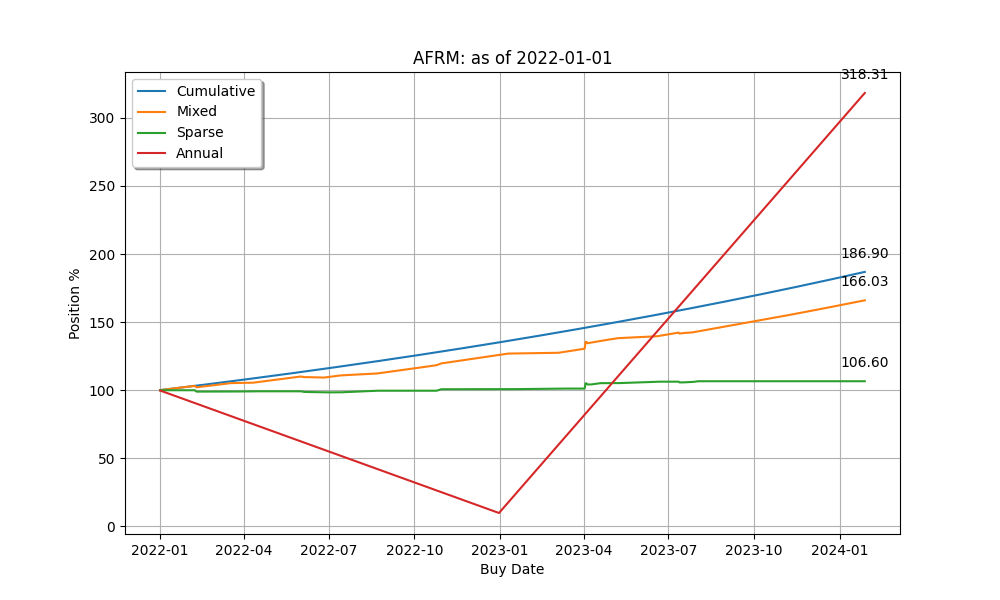 AFRM: as of 2022-01-01
318.31
Cumulative
Mixed
Sparse
Annual
300
250
200
150
100
50
0
186.90
166.03
106.60
Position %
2022-01 2022-04 2022-07 2022-10 2023-01 2023-04 2023-07 2023-10 2024-01
Buy Date